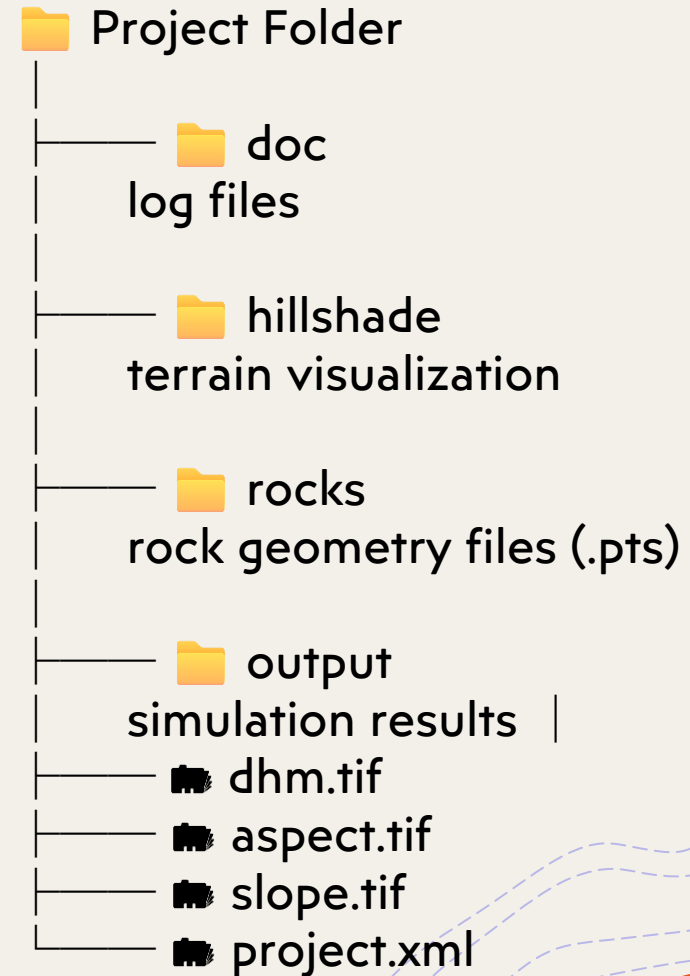 Project Folder
doc
log files
hillshade
terrain visualization
rocks
rock geometry files (.pts)
output
simulation results │
dhm.tif
aspect.tif
slope.tif
project.xml